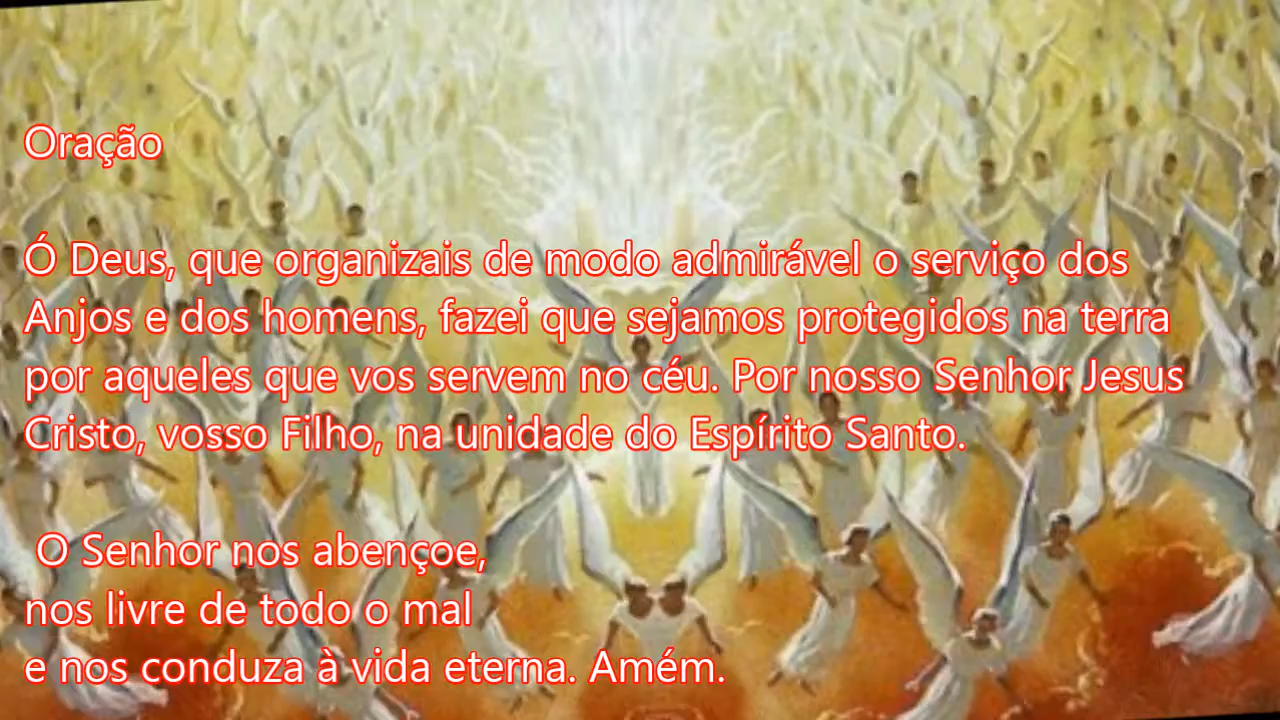 Oração
Ó Deus, que organizais de modo admirável o serviço dos
Anjos e dos homens, fazei que sejamos protegidos na terra
por aqueles que vos servem no céu. Por nosso Senhor Jesus
Cristo, vosso Filho, na unidade do Espírito Santo.
O Senhor nos abençoe,
nos livre de todo o mal
e nos conduza à vida eterna. Amém.